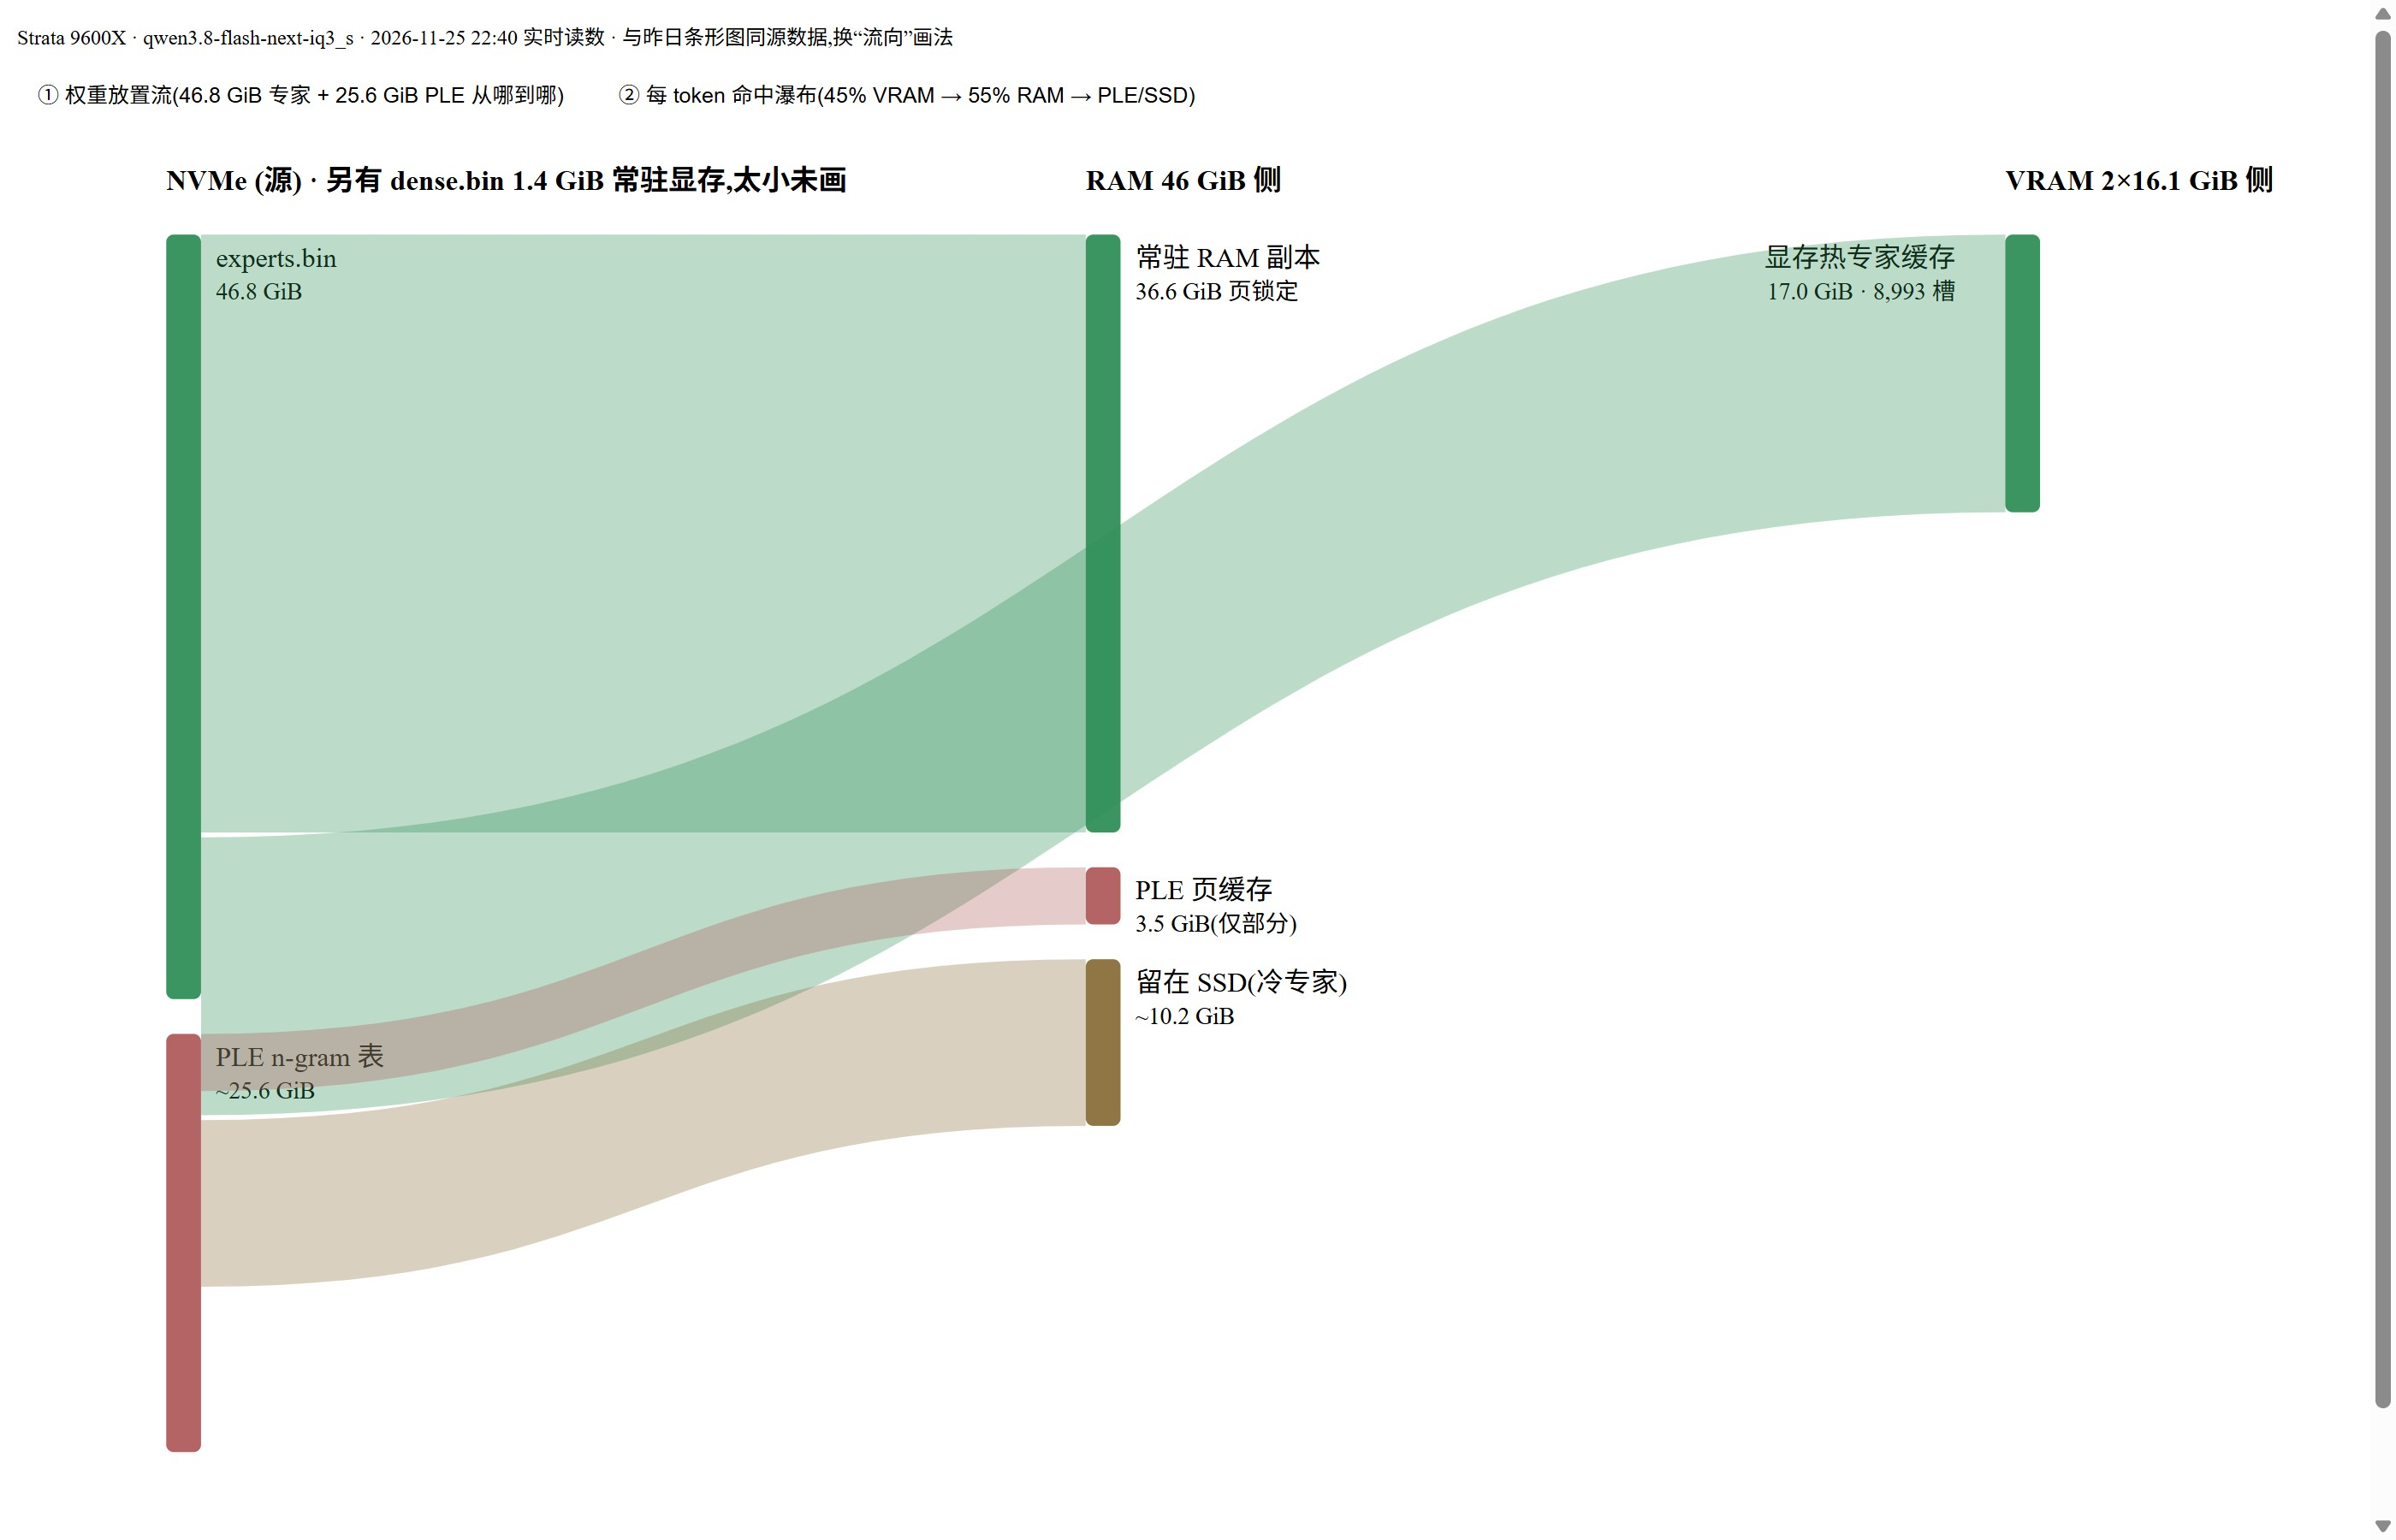 Strata 9600X · qwen3.8-flash-next-iq3_s · 2026-11-25 22:40 实时读数 · 与昨日条形图同源数据,换“流向”画法
① 权重放置流(46.8 GiB 专家 + 25.6 GiB PLE 从哪到哪)
② 每 token 命中瀑布(45% VRAM → 55% RAM → PLE/SSD)
NVMe (源) · 另有 dense.bin 1.4 GiB 常驻显存,太小未画
RAM 46 GiB 侧
VRAM 2×16.1 GiB 侧
experts.bin
46.8 GiB
常驻 RAM 副本
36.6 GiB 页锁定
显存热专家缓存
17.0 GiB · 8,993 槽
PLE 页缓存
3.5 GiB(仅部分)
留在 SSD(冷专家)
~10.2 GiB
PLE n-gram 表
~25.6 GiB